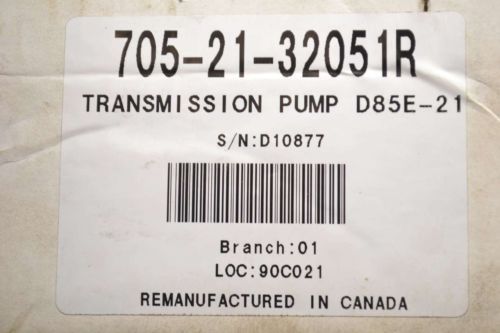 705-21-32051R
TRANSMISSION PUMP D85E-21
S/N:D10877
Branch:01
LOC:90C021
REMANUFACTURED IN CANADA